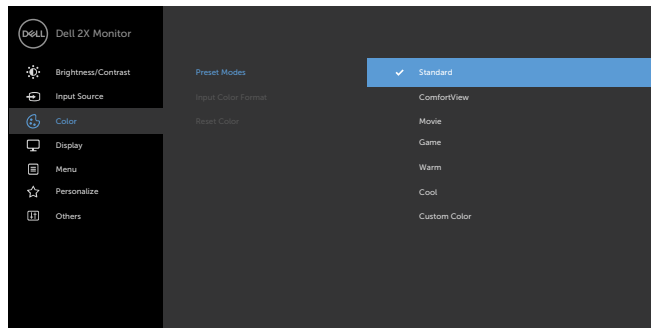 DELL Dell 2X Monitor
Brightness/Contrast
Input Source
Color
Display
Menu
Personalize
Others
Preset Modes
Input Color Format
Reset Color
Standard
ComfortView
Movie
Game
Warm
Cool
Custom Color